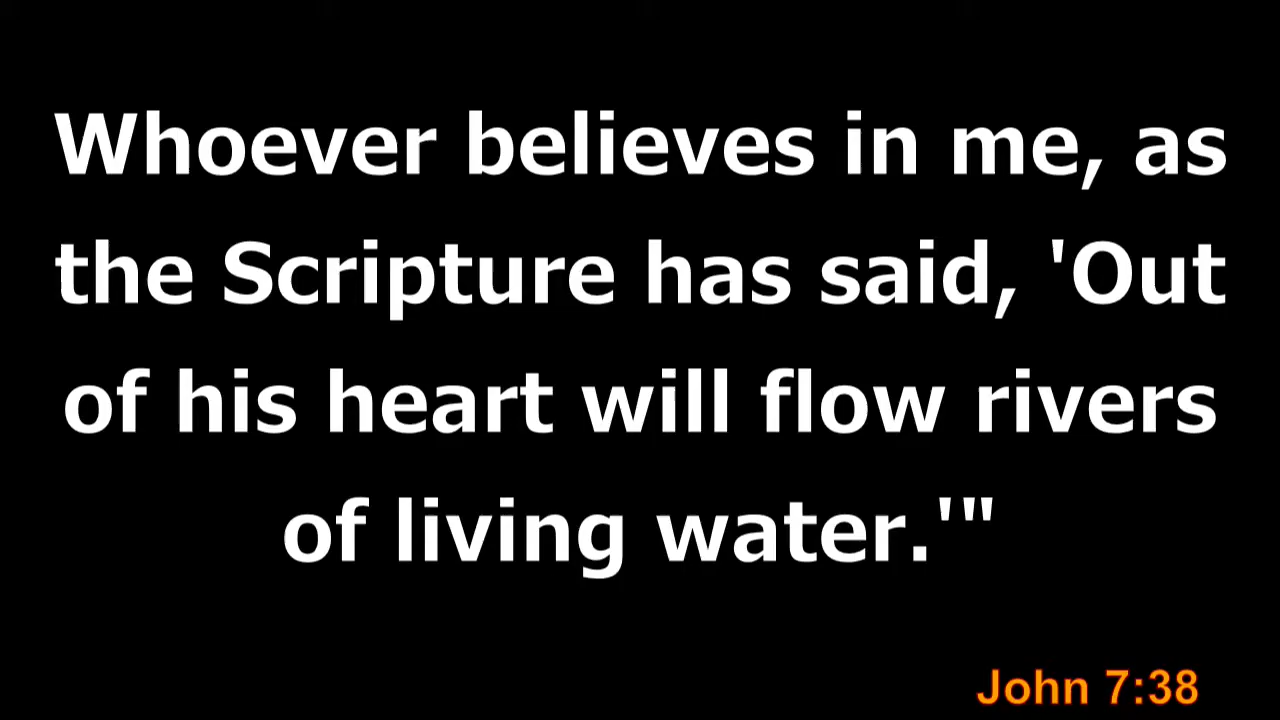 Whoever believes in me, as
the Scripture has said, 'Out
of his heart will flow rivers
of living water.'"
John 7:38